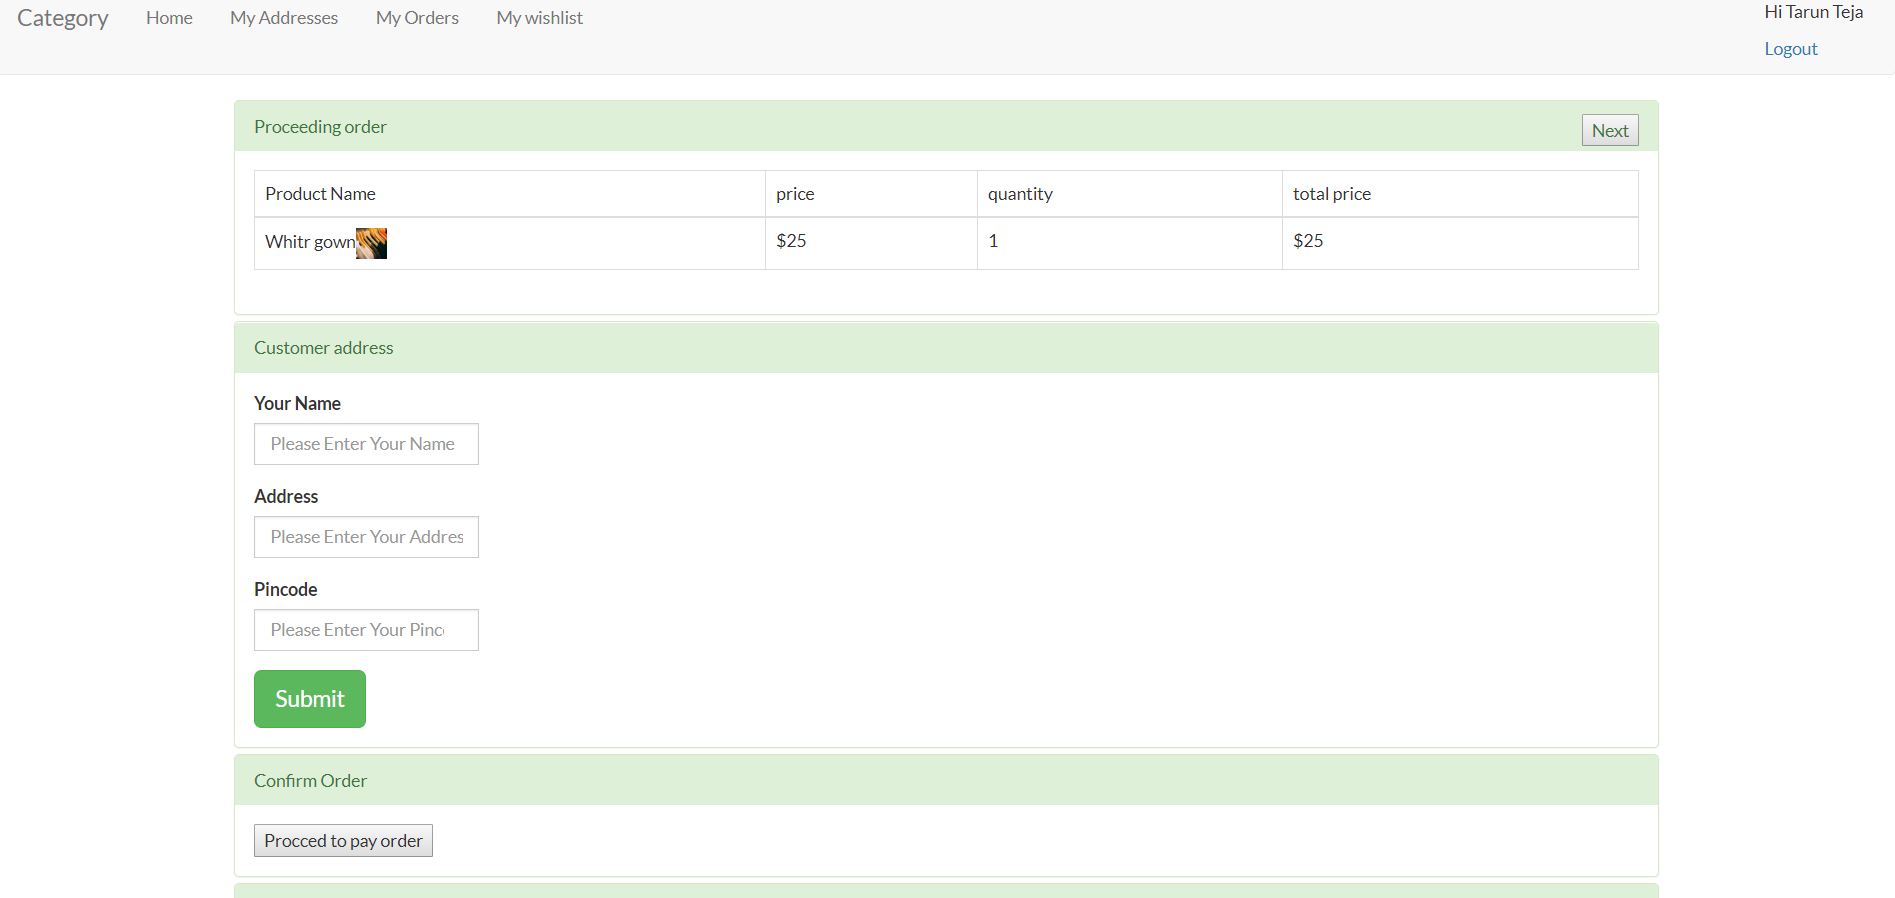 Category Home My Addresses My Orders My wishlist
Hi Tarun Teja
Logout
Proceeding order
Next
Product Name price quantity total price
Whitr gown $25 1 $25
Customer address
Your Name
Please Enter Your Name
Address
Please Enter Your Addres
Pincode
Please Enter Your Pinc
Submit
Confirm Order
Procced to pay order